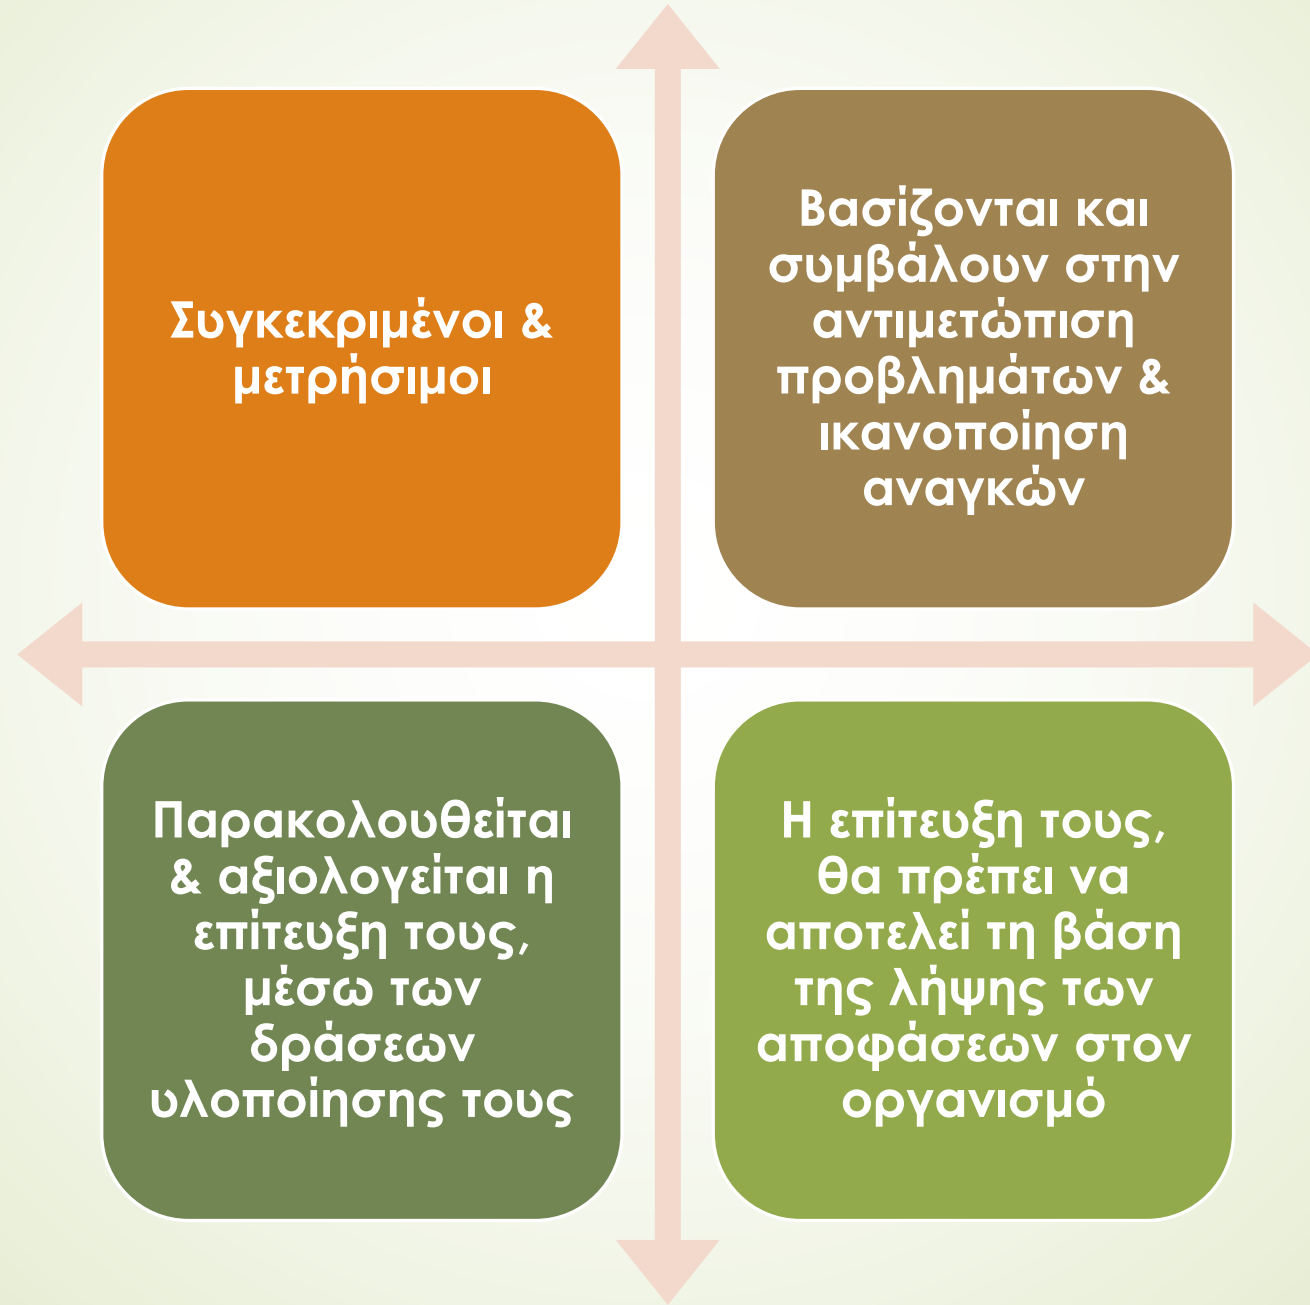 Συγκεκριμένοι &
μετρήσιμοι
Βασίζονται και
συμβάλουν στην
αντιμετώπιση
προβλημάτων &
ικανοποίηση
αναγκών
Παρακολουθείται
& αξιολογείται η
επίτευξη τους,
μέσω των
δράσεων
υλοποίησης τους
Η επίτευξη τους,
θα πρέπει να
αποτελεί τη βάση
της λήψης των
αποφάσεων στον
οργανισμό